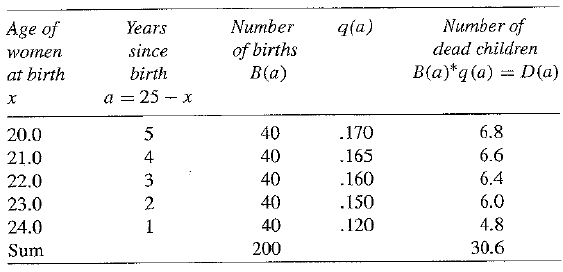 Age of Years Number q(a) Number of
women since of births dead children
at birth birth B(a) B(a)*q(a) = D(a)
x a = 25 − x
20.0 5 40 .170 6.8
21.0 4 40 .165 6.6
22.0 3 40 .160 6.4
23.0 2 40 .150 6.0
24.0 1 40 .120 4.8
Sum 200 30.6